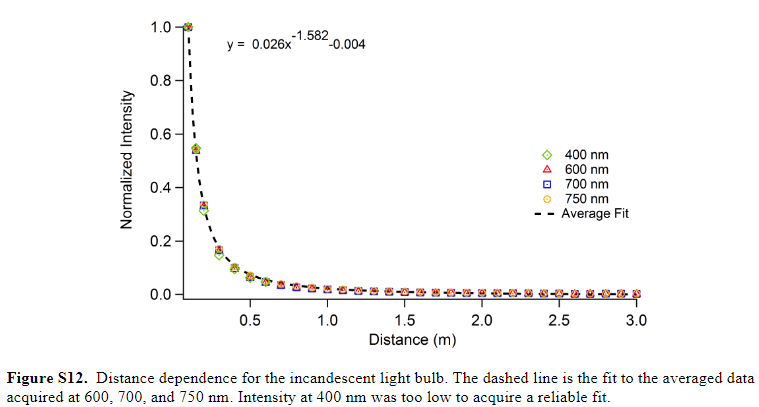 1.0
0.8
0.6
0.4
0.2
0.0
Normalized Intensity
y = 0.026x^-1.582 -0.004
400 nm
600 nm
700 nm
750 nm
Average Fit
0.5 1.0 1.5 2.0 2.5 3.0
Distance (m)
Figure S12. Distance dependence for the incandescent light bulb. The dashed line is the fit to the averaged data
acquired at 600, 700, and 750 nm. Intensity at 400 nm was too low to acquire a reliable fit.